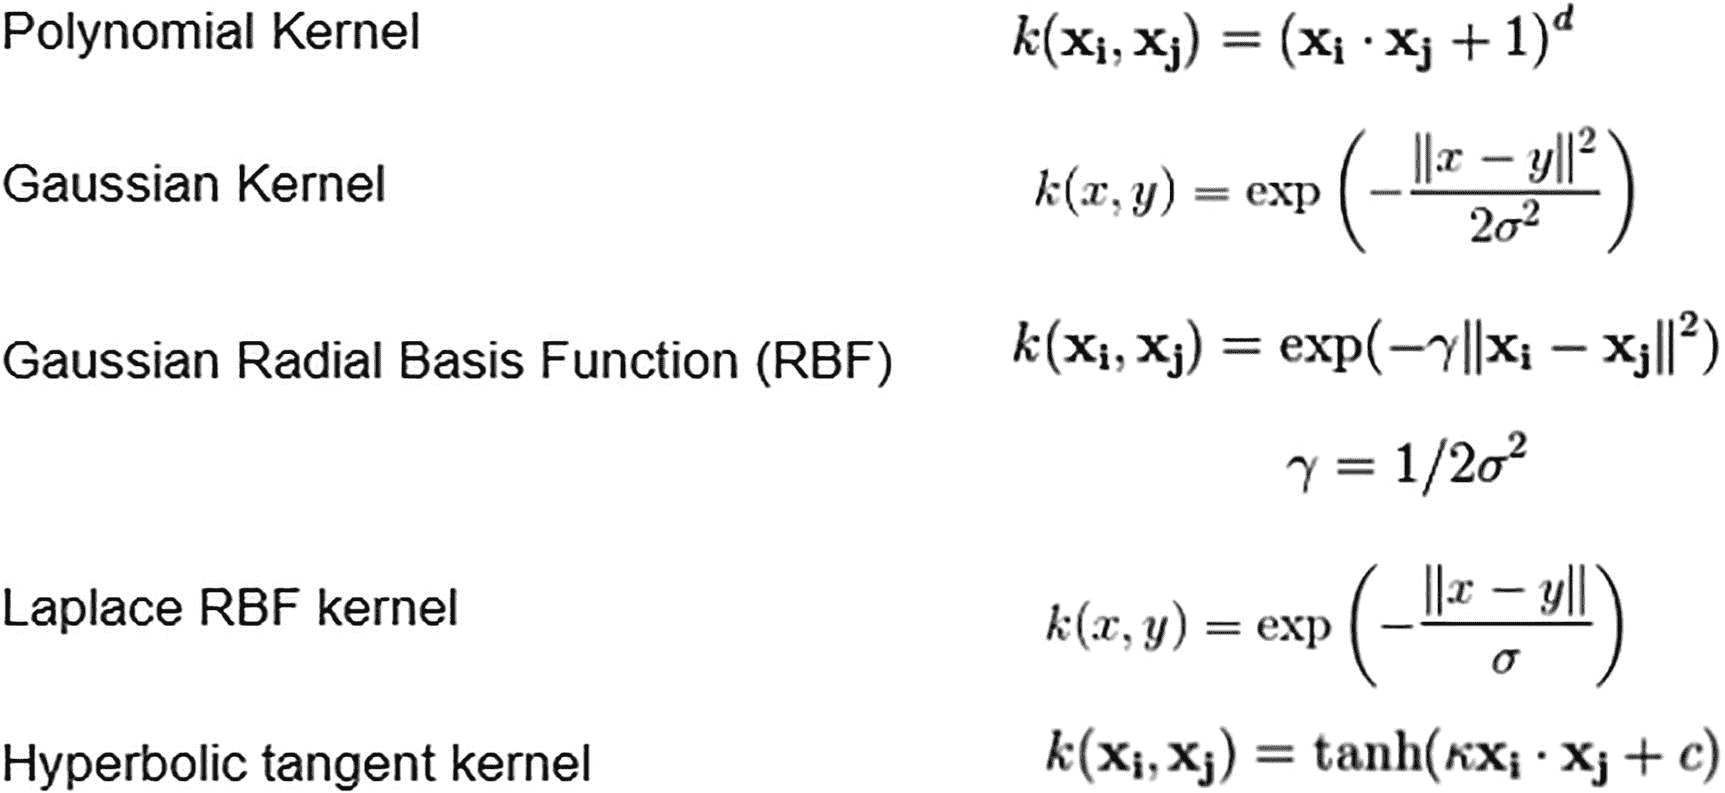 Polynomial Kernel k(𝐱ᵢ, 𝐱ⱼ) = (𝐱ᵢ · 𝐱ⱼ + 1)^d
Gaussian Kernel k(x, y) = exp(−‖x − y‖² / 2σ²)
Gaussian Radial Basis Function (RBF) k(𝐱ᵢ, 𝐱ⱼ) = exp(−γ‖𝐱ᵢ − 𝐱ⱼ‖²)
γ = 1/2σ²
Laplace RBF kernel k(x, y) = exp(−‖x − y‖ / σ)
Hyperbolic tangent kernel k(𝐱ᵢ, 𝐱ⱼ) = tanh(κ𝐱ᵢ · 𝐱ⱼ + c)